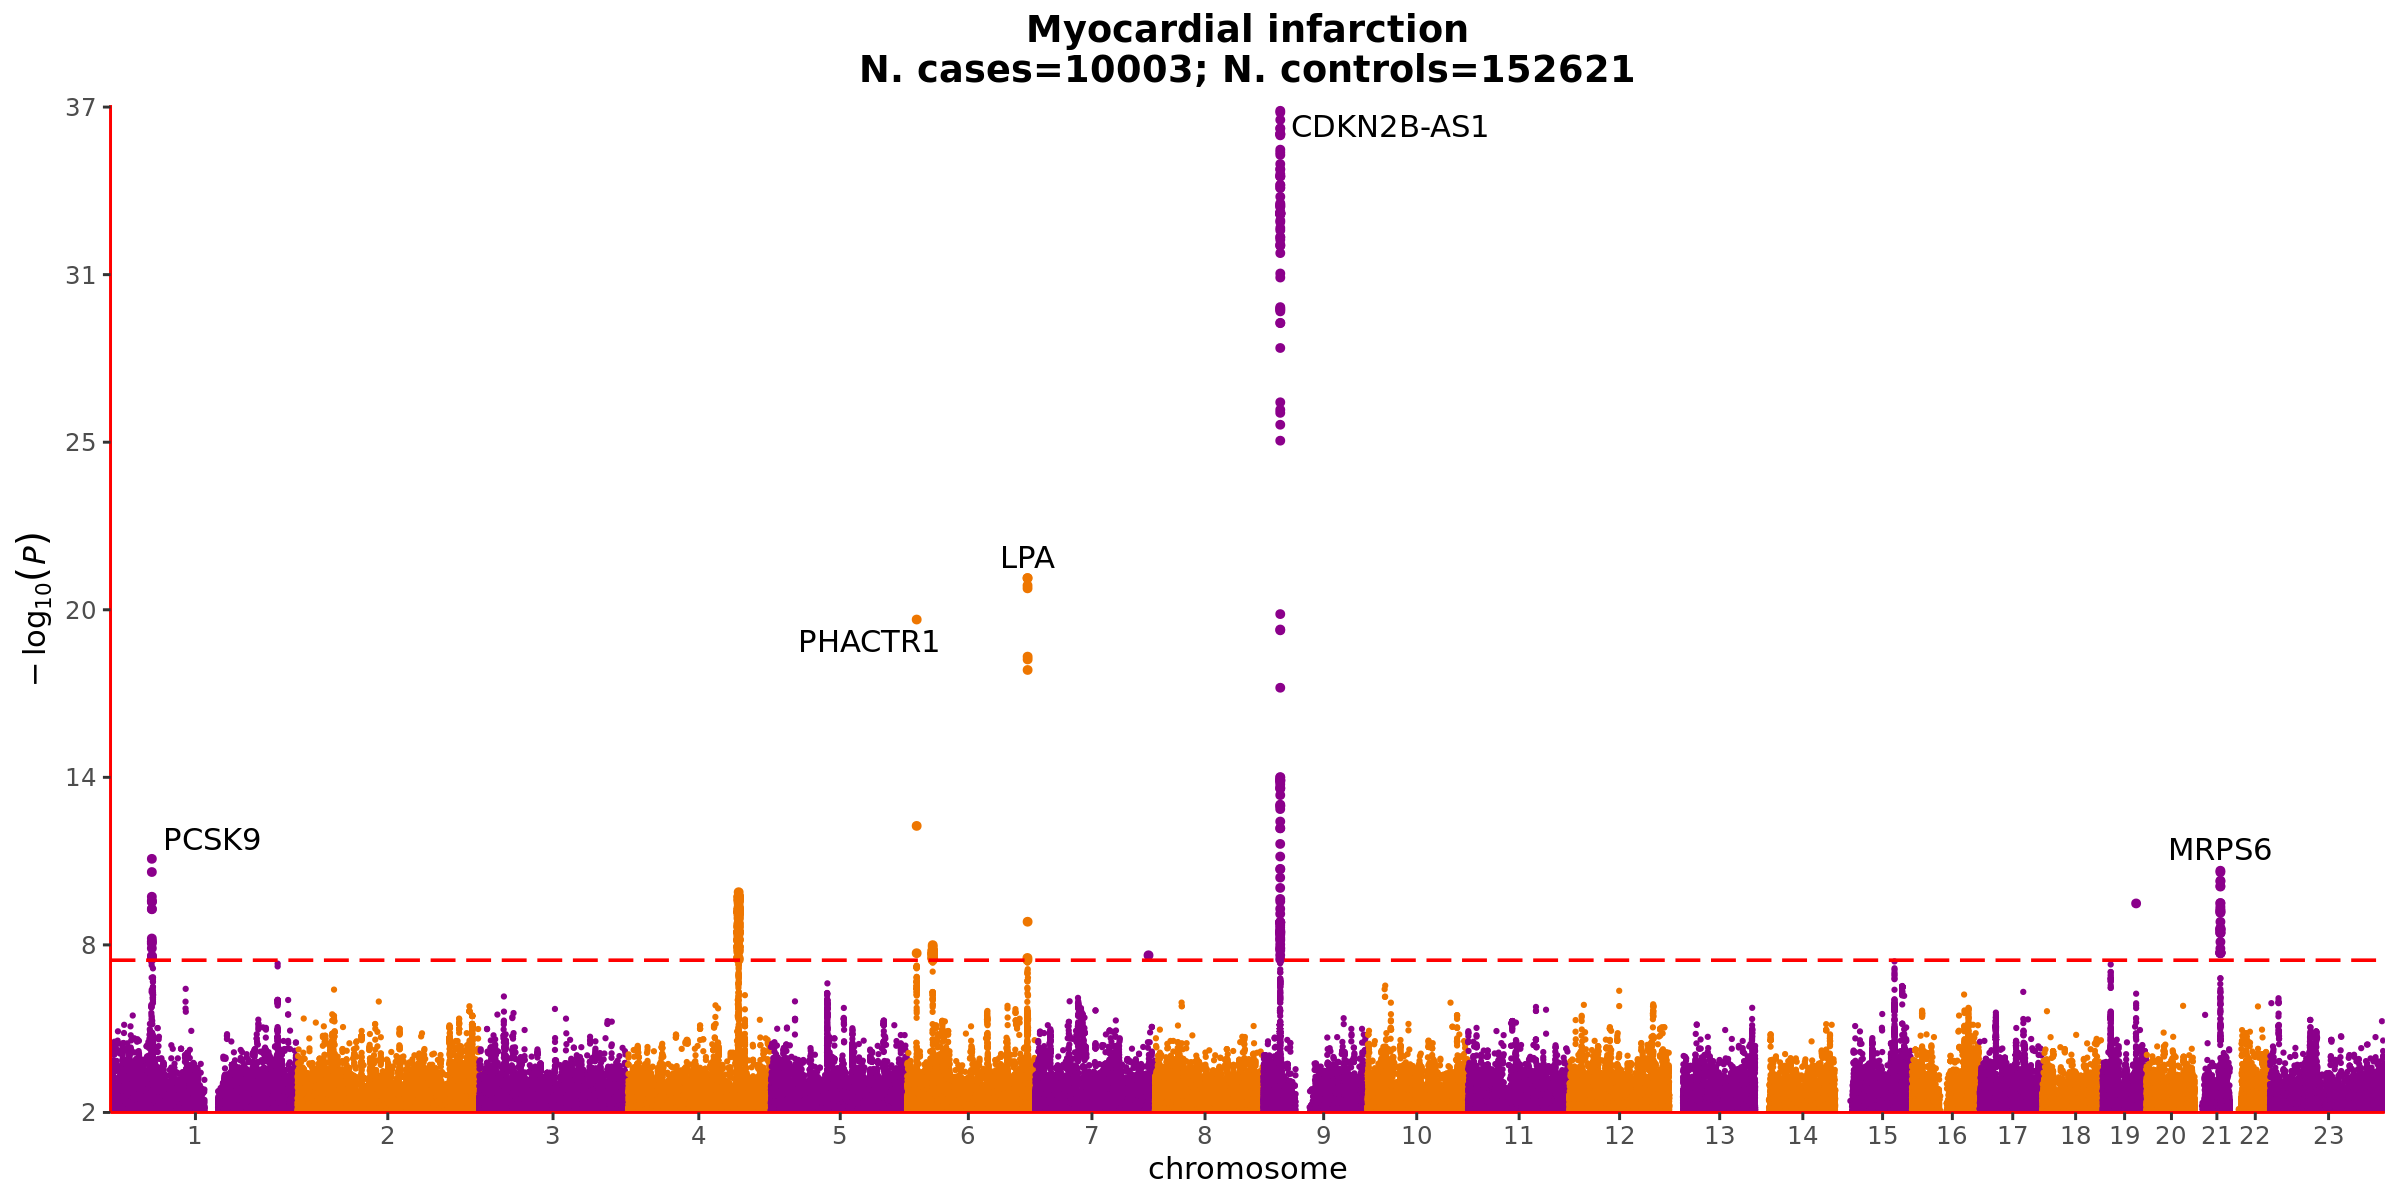 Myocardial infarction
N. cases=10003; N. controls=152621
37
CDKN2B-AS1
31
25
LPA
20
PHACTR1
14
PCSK9
MRPS6
8
2
−log10(P)
1 2 3 4 5 6 7 8 9 10 11 12 13 14 15 16 17 18 19 20 21 22 23
chromosome